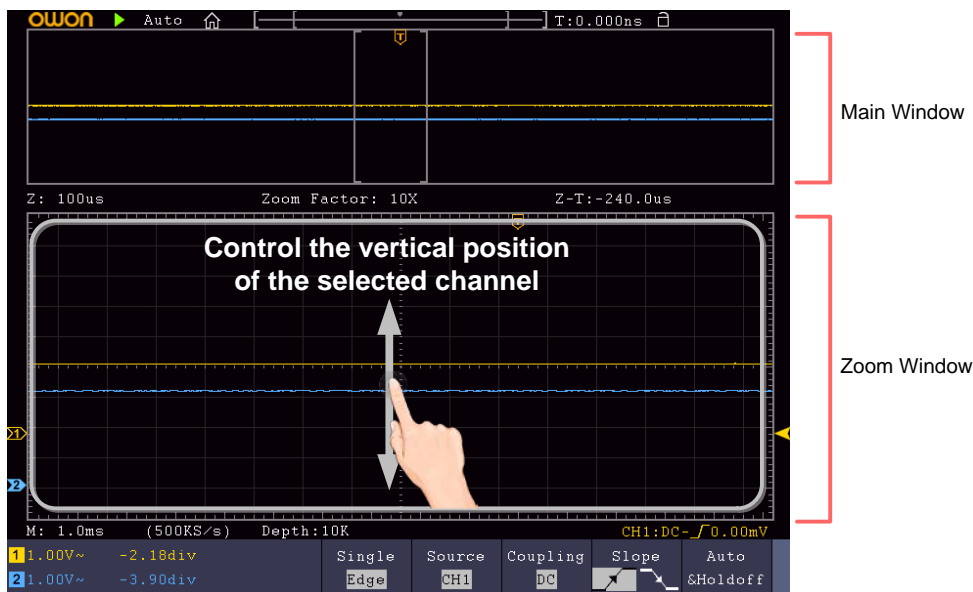 OWON Auto T:0.000ns
T
Main Window
Z: 100us Zoom Factor: 10X Z-T:-240.0us
Control the vertical position
of the selected channel
Zoom Window
1
2
M: 1.0ms (500KS/s) Depth:10K CH1:DC- 0.00mV
1 1.00V~ -2.18div Single Source Coupling Slope Auto
2 1.00V~ -3.90div Edge CH1 DC &Holdoff